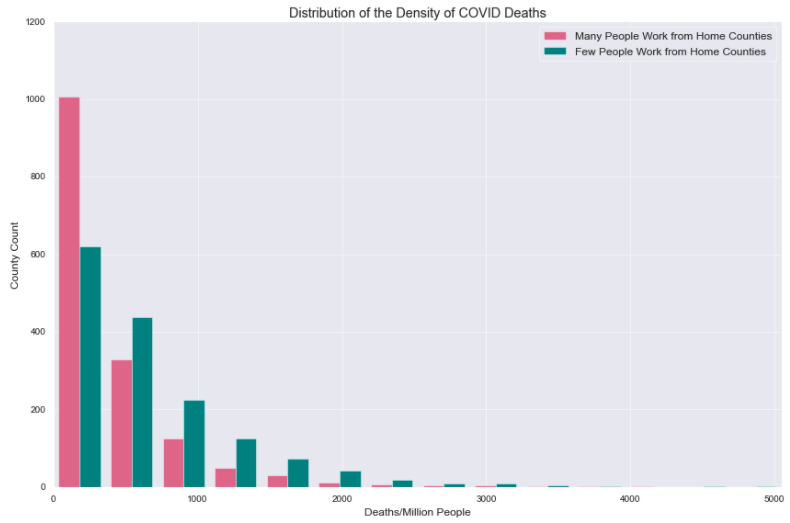 Distribution of the Density of COVID Deaths
1200
Many People Work from Home Counties
Few People Work from Home Counties
1000
800
600
400
200
0
County Count
0 1000 2000 3000 4000 5000
Deaths/Million People